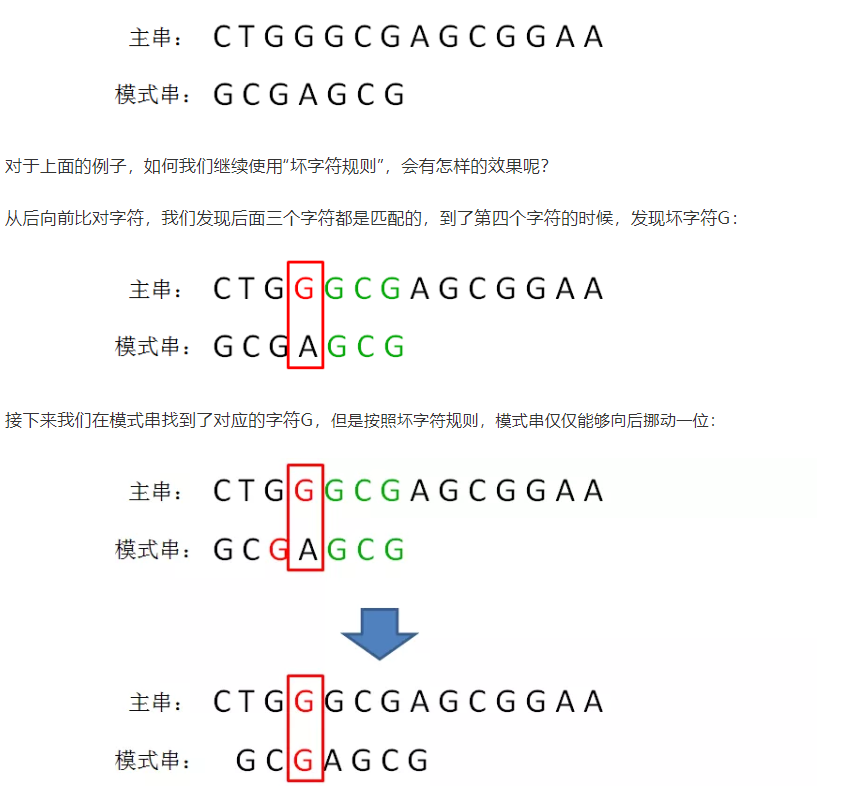 主串： C T G G G C G A G C G G A A
模式串： G C G A G C G
对于上面的例子，如何我们继续使用“坏字符规则”，会有怎样的效果呢？
从后向前比对字符，我们发现后面三个字符都是匹配的，到了第四个字符的时候，发现坏字符G：
主串： C T G G G C G A G C G G A A
模式串： G C G A G C G
接下来我们在模式串找到了对应的字符G，但是按照坏字符规则，模式串仅仅能够向后挪动一位：
主串： C T G G G C G A G C G G A A
模式串： G C G A G C G
主串： C T G G G C G A G C G G A A
模式串： G C G A G C G